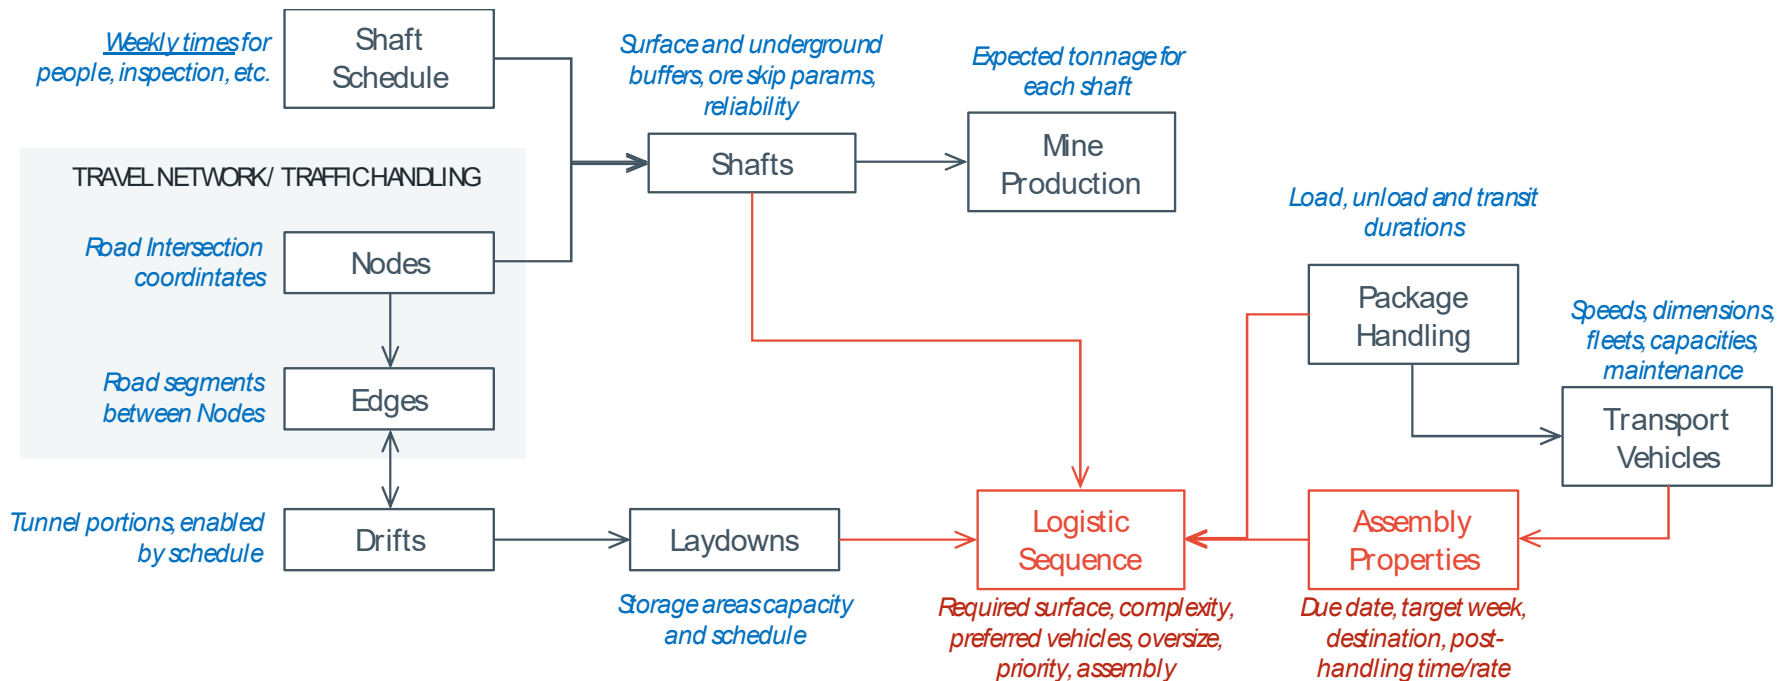 Weekly times for
people, inspection, etc.
Shaft
Schedule
Surface and underground
buffers, ore skip params,
reliability
Expected tonnage for
each shaft
Shafts
Mine
Production
TRAVEL NETWORK / TRAFFIC HANDLING
Road Intersection
coordintates
Nodes
Load, unload and transit
durations
Package
Handling
Speeds, dimensions,
fleets, capacities,
maintenance
Road segments
between Nodes
Edges
Transport
Vehicles
Tunnel portions, enabled
by schedule
Drifts
Laydowns
Logistic
Sequence
Assembly
Properties
Storage areas capacity
and schedule
Required surface, complexity,
preferred vehicles, oversize,
priority, assembly
Due date, target week,
destination, post-
handling time/rate